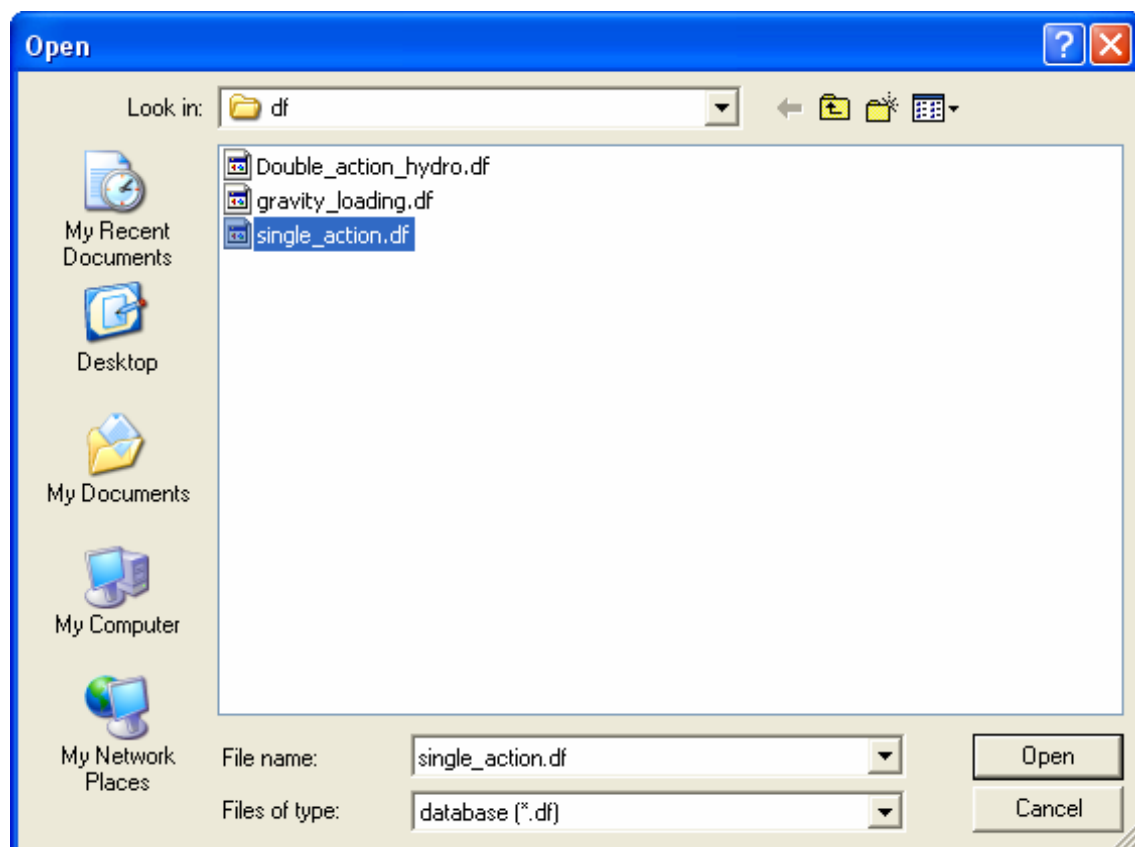 Open
Look in: df
Double_action_hydro.df
gravity_loading.df
single_action.df
My Recent
Documents
Desktop
My Documents
My Computer
My Network
Places
File name: single_action.df Open
Files of type: database (*.df) Cancel